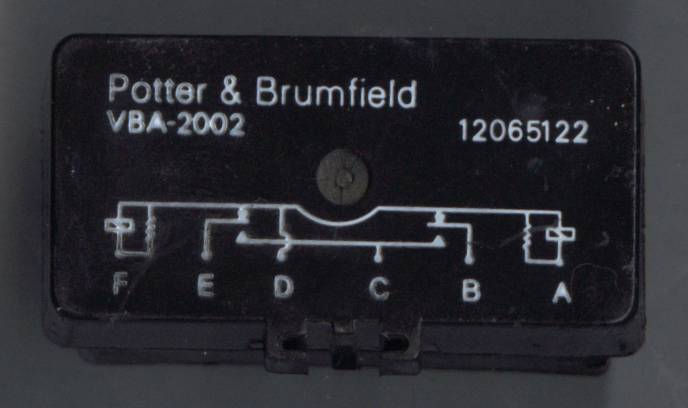 Potter & Brumfield
VBA-2002 12065122
F E D C B A